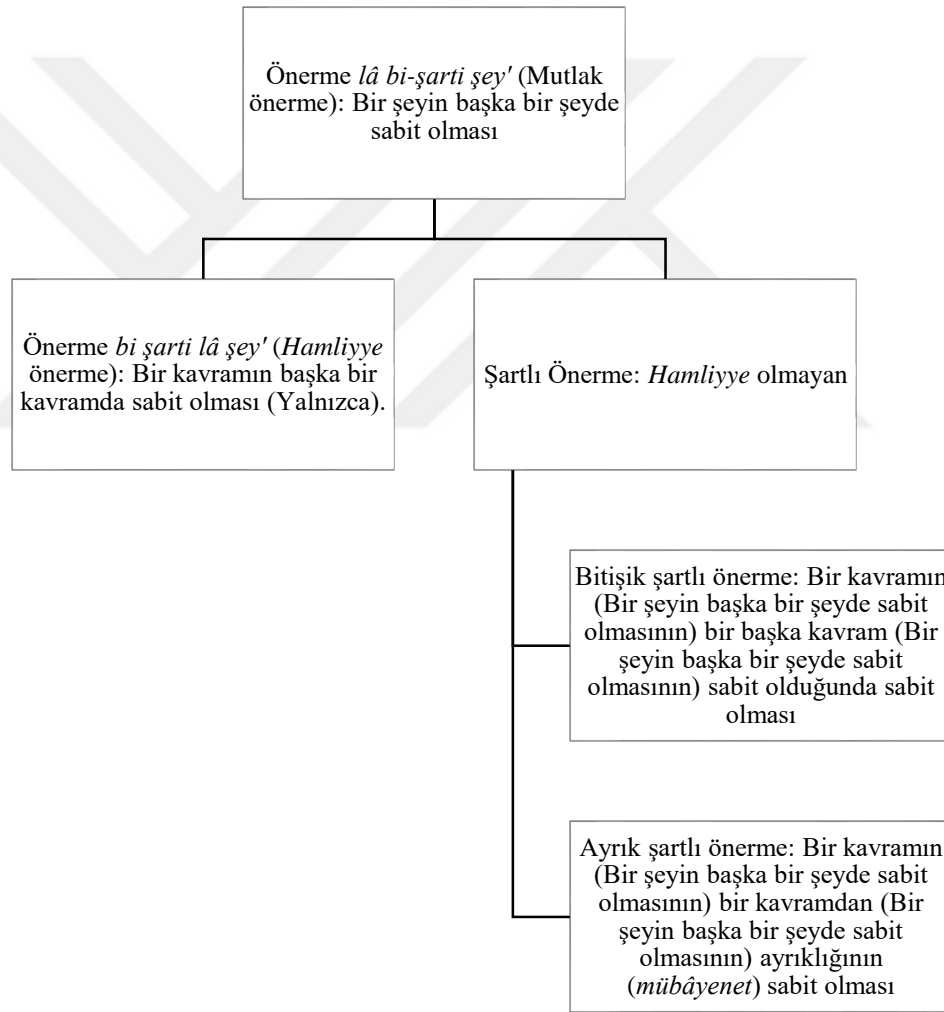 Önerme lâ bi-şarti şey' (Mutlak
önerme): Bir şeyin başka bir şeyde
sabit olması
Önerme bi şarti lâ şey' (Hamliyye
önerme): Bir kavramın başka bir
kavramda sabit olması (Yalnızca).
Şartlı Önerme: Hamliyye olmayan
Bitişik şartlı önerme: Bir kavramın
(Bir şeyin başka bir şeyde sabit
olmasının) bir başka kavram (Bir
şeyin başka bir şeyde sabit
olmasının) sabit olduğunda sabit
olması
Ayrık şartlı önerme: Bir kavramın
(Bir şeyin başka bir şeyde sabit
olmasının) bir kavramdan (Bir
şeyin başka bir şeyde sabit
olmasının) ayrıklığının
(mübâyenet) sabit olması